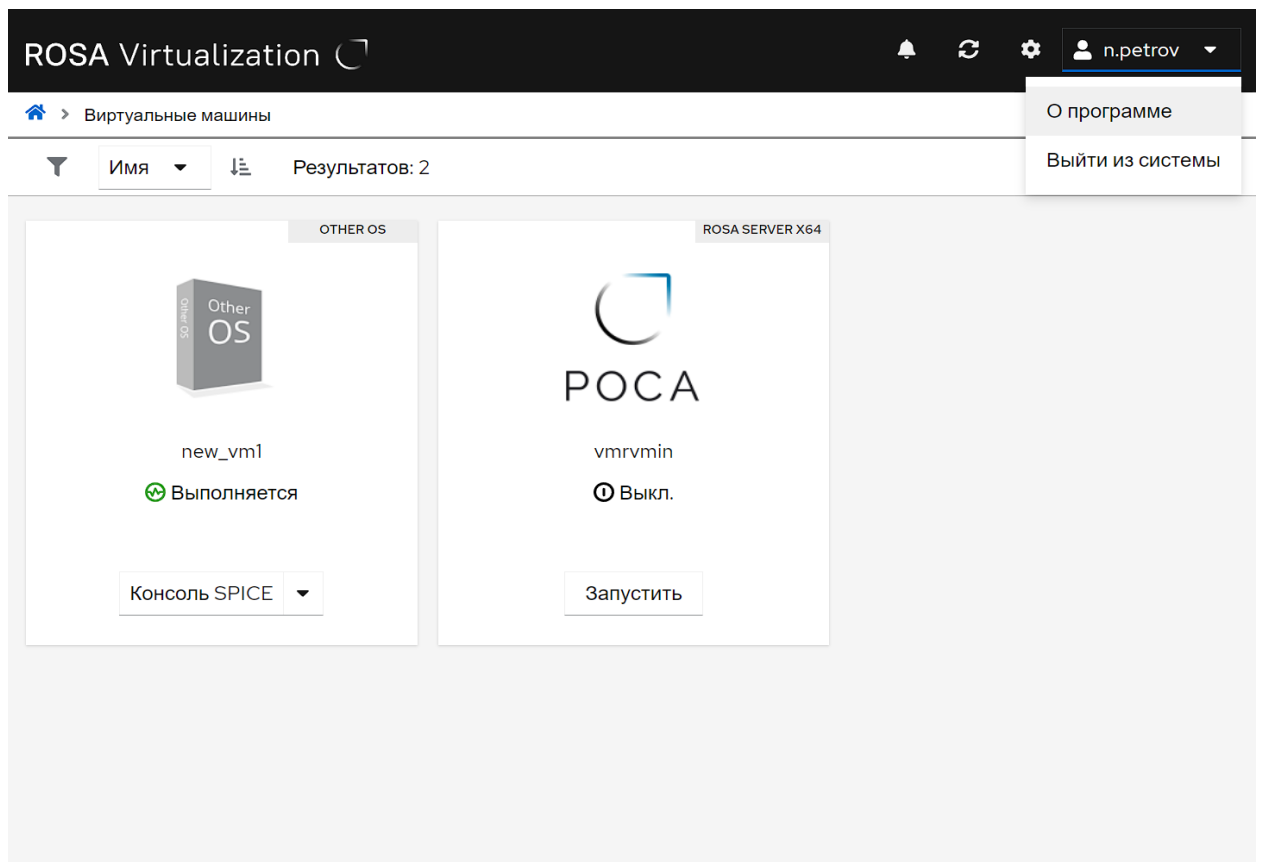 ROSA Virtualization
n.petrov
О программе
Выйти из системы
Виртуальные машины
Имя
Результатов: 2
OTHER OS
Other OS
Other
OS
new_vm1
Выполняется
Консоль SPICE
ROSA SERVER X64
РОСА
vmrvmin
Выкл.
Запустить